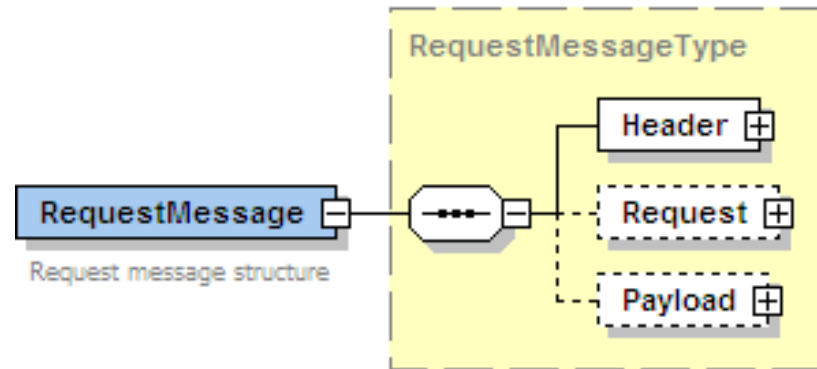 RequestMessageType
Header
RequestMessage
Request
Request message structure
Payload